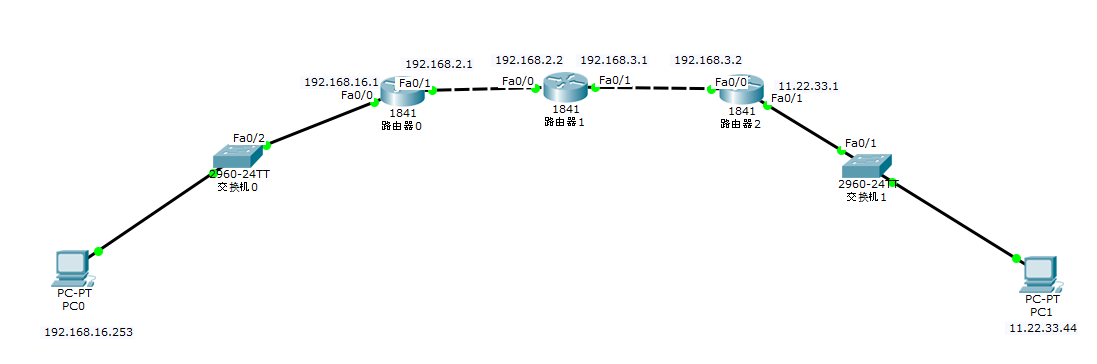 192.168.16.1
Fa0/0
192.168.2.1
Fa0/1
1841
路由器0
192.168.2.2
Fa0/0
192.168.3.1
Fa0/1
1841
路由器1
192.168.3.2
Fa0/0
11.22.33.1
Fa0/1
1841
路由器2
Fa0/2
2960-24TT
交换机0
Fa0/1
2960-24TT
交换机1
PC-PT
PC0
192.168.16.253
PC-PT
PC1
11.22.33.44